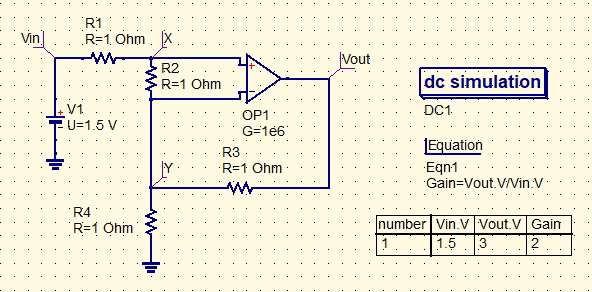 R1
R=1 Ohm
Vin
X
R2
R=1 Ohm
Vout
V1
U=1.5 V
OP1
G=1e6
dc simulation
DC1
Equation
Eqn1
Gain=Vout.V/Vin.V
R3
R=1 Ohm
Y
R4
R=1 Ohm
number Vin.V Vout.V Gain
1 1.5 3 2